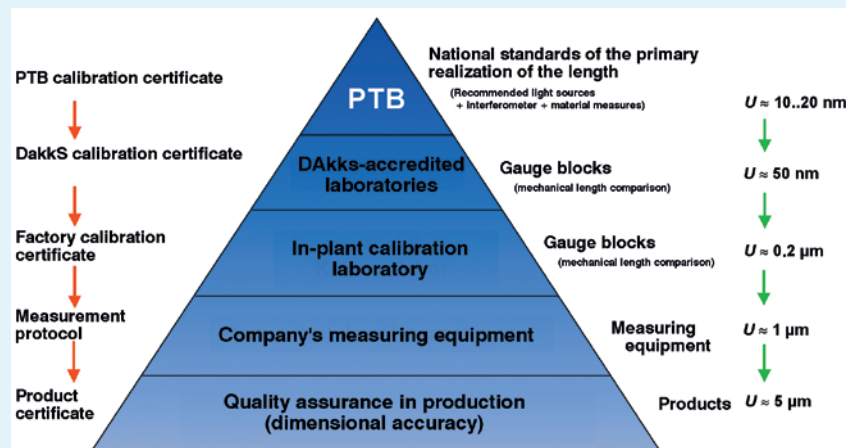 PTB calibration certificate
DakkS calibration certificate
Factory calibration
certificate
Measurement
protocol
Product
certificate
PTB
DAkks-accredited
laboratories
In-plant calibration
laboratory
Company's measuring equipment
Quality assurance in production
(dimensional accuracy)
National standards of the primary
realization of the length
(Recommended light sources
+ Interferometer + material measures)
Gauge blocks
(mechanical length comparison)
Gauge blocks
(mechanical length comparison)
Measuring
equipment
Products
U ≈ 10..20 nm
U ≈ 50 nm
U ≈ 0.2 µm
U ≈ 1 µm
U ≈ 5 µm